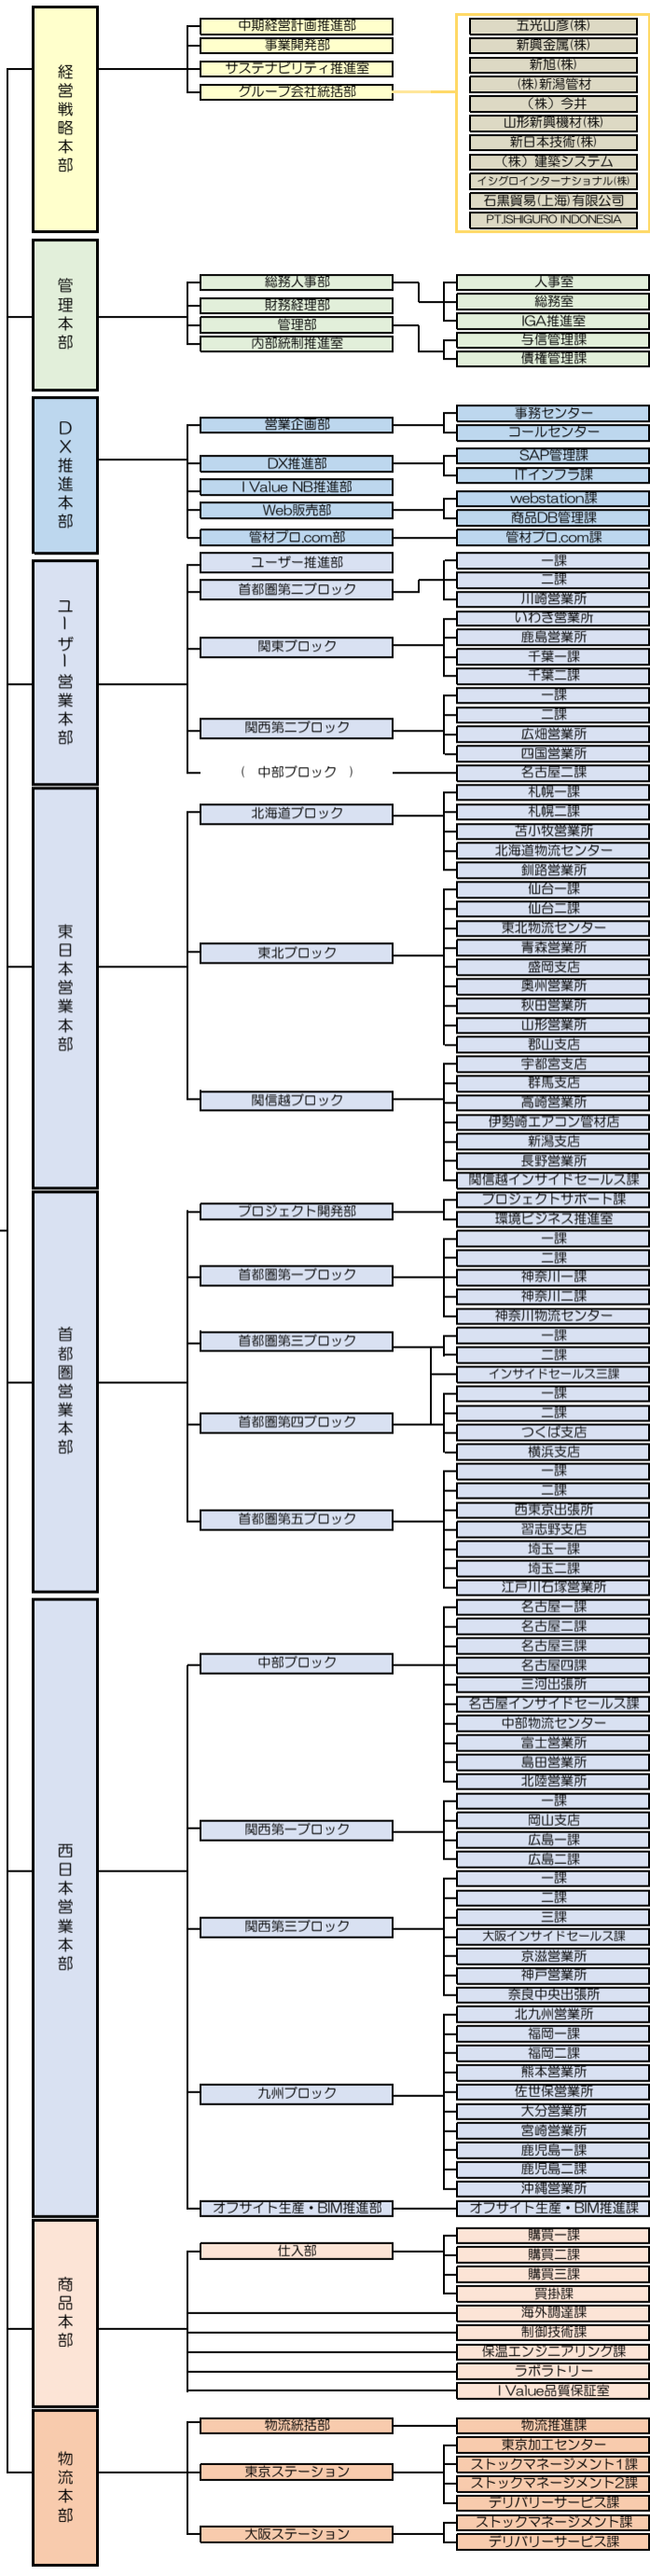 経営戦略本部
中期経営計画推進部
事業開発部
サステナビリティ推進室
グループ会社統括部
五光山彦(株)
新興金属(株)
新旭(株)
(株)新潟管材
（株）今井
山形新興機材(株)
新日本技術(株)
（株）建築システム
イシグロインターナショナル(株)
石黒貿易(上海)有限公司
PT.ISHIGURO INDONESIA
管理本部
総務人事部
財務経理部
管理部
内部統制推進室
人事室
総務室
IGA推進室
与信管理課
債権管理課
DX推進本部
営業企画部
DX推進部
I Value NB推進部
Web販売部
管材プロ.com部
事務センター
コールセンター
SAP管理課
ITインフラ課
webstation課
商品DB管理課
管材プロ.com課
ユーザー営業本部
ユーザー推進部
首都圏第二ブロック
一課
二課
川崎営業所
関東ブロック
いわき営業所
鹿島営業所
千葉一課
千葉二課
関西第二ブロック
一課
二課
広畑営業所
四国営業所
（ 中部ブロック ）
名古屋二課
東日本営業本部
北海道ブロック
札幌一課
札幌二課
苫小牧営業所
北海道物流センター
釧路営業所
東北ブロック
仙台一課
仙台二課
東北物流センター
青森営業所
盛岡支店
奥州営業所
秋田営業所
山形営業所
郡山支店
関信越ブロック
宇都宮支店
群馬支店
高崎営業所
伊勢崎エアコン管材店
新潟支店
長野営業所
関信越インサイドセールス課
首都圏営業本部
プロジェクト開発部
プロジェクトサポート課
環境ビジネス推進室
首都圏第一ブロック
一課
二課
神奈川一課
神奈川二課
神奈川物流センター
首都圏第三ブロック
一課
二課
インサイドセールス三課
首都圏第四ブロック
一課
二課
つくば支店
横浜支店
首都圏第五ブロック
一課
二課
西東京出張所
習志野支店
埼玉一課
埼玉二課
江戸川石塚営業所
西日本営業本部
中部ブロック
名古屋一課
名古屋二課
名古屋三課
名古屋四課
三河出張所
名古屋インサイドセールス課
中部物流センター
富士営業所
島田営業所
北陸営業所
関西第一ブロック
一課
岡山支店
広島一課
広島二課
関西第三ブロック
一課
二課
三課
大阪インサイドセールス課
京滋営業所
神戸営業所
奈良中央出張所
九州ブロック
北九州営業所
福岡一課
福岡二課
熊本営業所
佐世保営業所
大分営業所
宮崎営業所
鹿児島一課
鹿児島二課
沖縄営業所
オフサイト生産・BIM推進部
オフサイト生産・BIM推進課
商品本部
仕入部
購買一課
購買二課
購買三課
買掛課
海外調達課
制御技術課
保温エンジニアリング課
ラボラトリー
I Value品質保証室
物流本部
物流統括部
物流推進課
東京ステーション
東京加工センター
ストックマネージメント1課
ストックマネージメント2課
デリバリーサービス課
大阪ステーション
ストックマネージメント課
デリバリーサービス課